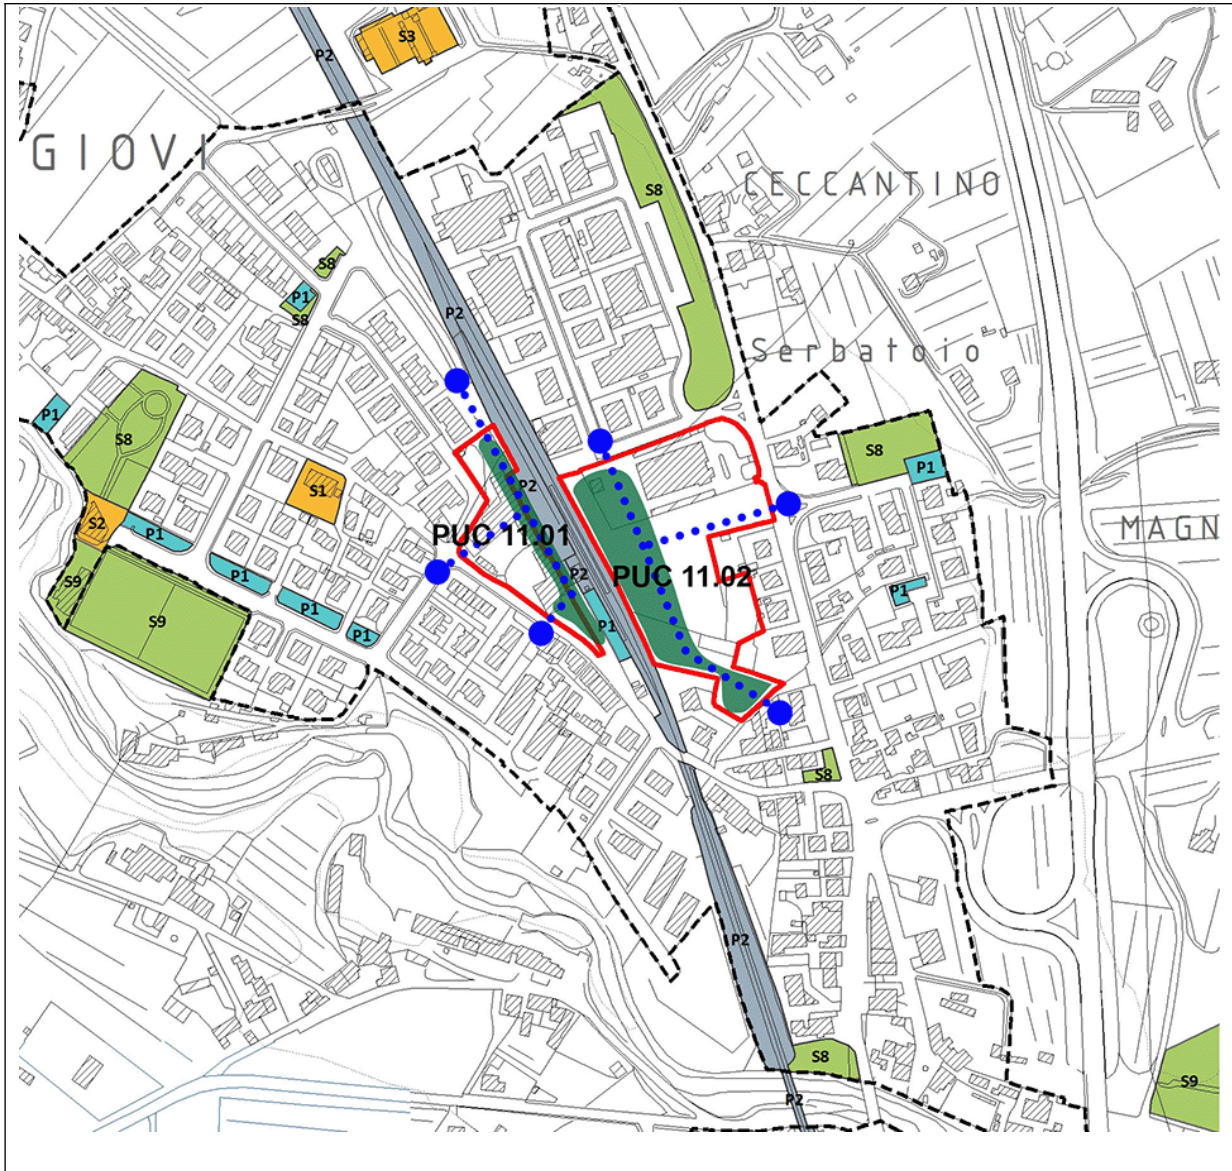 S3
P2
GIOVI
CECCANTINO
S8
S8
P1
S8
P2
Serbatoio
P1
S8
S8
P1
S1
P2
S2
P1
PUC 11.01
MAGN
P2
PUC 11.02
S9
P1
P1
P1
S9
P1
P1
S8
P2
S8
S9
P2